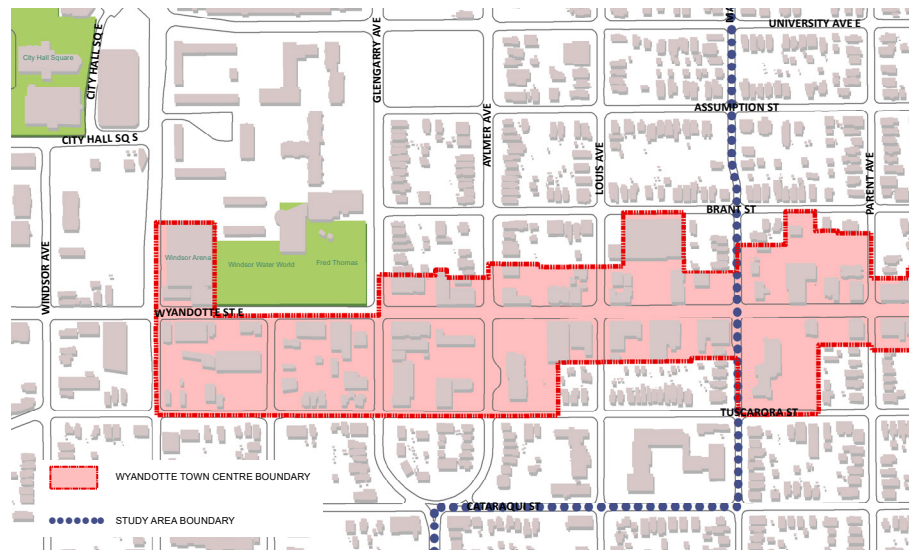 MA
UNIVERSITY AVE E
City Hall Square
CITY HALL SQ E
GLENGARRY AVE
ASSUMPTION ST
CITY HALL SQ S
AYLMER AVE
LOUIS AVE
PARENT AVE
BRANT ST
WINDSOR AVE
Windsor Arena
Windsor Water World
Fred Thomas
WYANDOTTE ST E
TUSCARORA ST
WYANDOTTE TOWN CENTRE BOUNDARY
CATARAQUI ST
STUDY AREA BOUNDARY